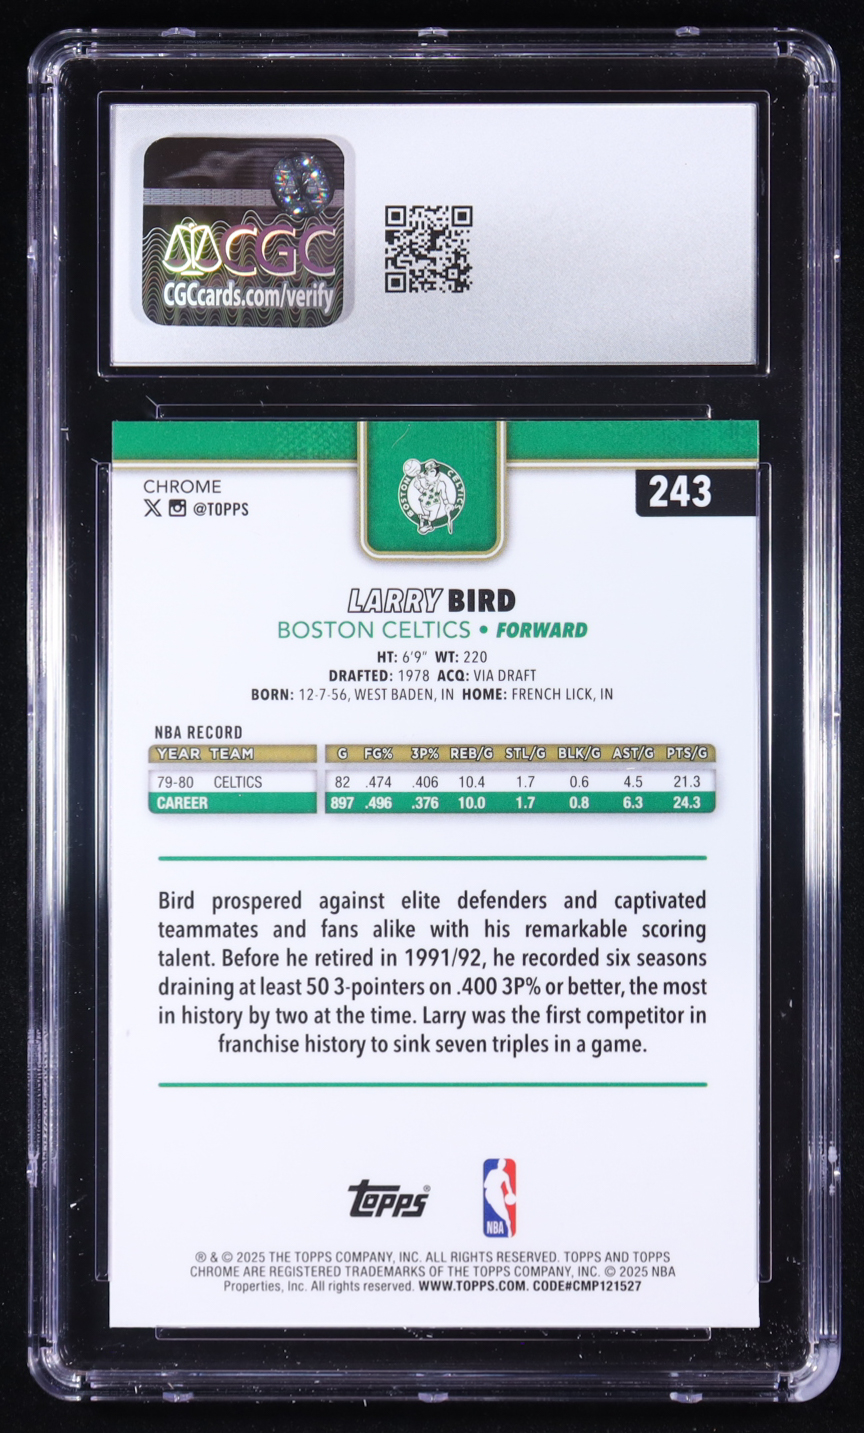 CGC
CGCcards.com/verify
CHROME
@TOPPS
243
BOSTON CELTICS
LARRY BIRD
BOSTON CELTICS • FORWARD
HT: 6'9" WT: 220
DRAFTED: 1978 ACQ: VIA DRAFT
BORN: 12-7-56, WEST BADEN, IN HOME: FRENCH LICK, IN
NBA RECORD
YEAR TEAM G FG% 3P% REB/G STL/G BLK/G AST/G PTS/G
79-80 CELTICS 82 .474 .406 10.4 1.7 0.6 4.5 21.3
CAREER 897 .496 .376 10.0 1.7 0.8 6.3 24.3
Bird prospered against elite defenders and captivated
teammates and fans alike with his remarkable scoring
talent. Before he retired in 1991/92, he recorded six seasons
draining at least 50 3-pointers on .400 3P% or better, the most
in history by two at the time. Larry was the first competitor in
franchise history to sink seven triples in a game.
topps®
NBA
® & © 2025 THE TOPPS COMPANY, INC. ALL RIGHTS RESERVED. TOPPS AND TOPPS
CHROME ARE REGISTERED TRADEMARKS OF THE TOPPS COMPANY, INC. © 2025 NBA
Properties, Inc. All rights reserved. WWW.TOPPS.COM. CODE#CMP121527